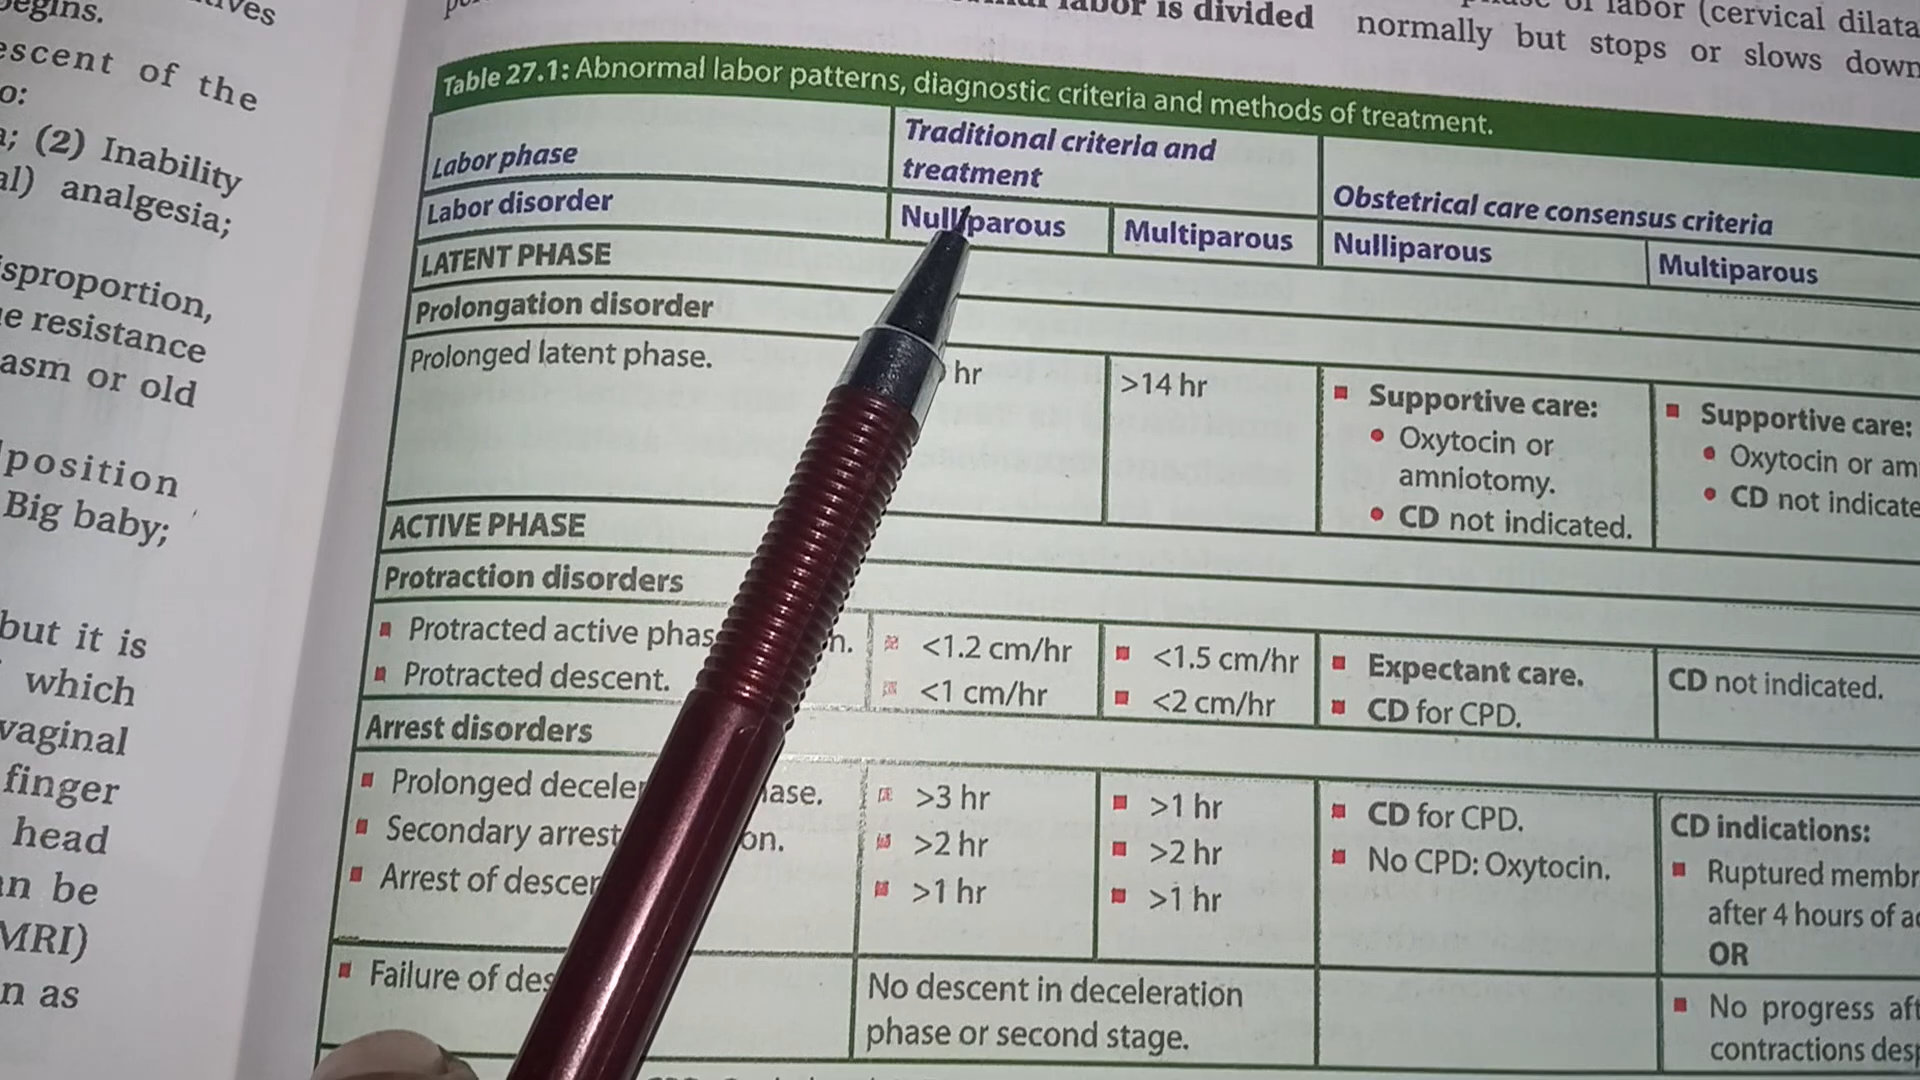 begins.
escent of the
o:
(2) Inability
analgesia;
sproportion,
resistance
asm or old
position
Big baby;
but it is
which
vaginal
finger
head
n be
MRI)
n as
labor is divided
of labor (cervical dilata
normally but stops or slows down
Table 27.1: Abnormal labor patterns, diagnostic criteria and methods of treatment.
Labor phase
Traditional criteria and
treatment
Obstetrical care consensus criteria
Labor disorder
Nulliparous
Multiparous
Nulliparous
Multiparous
LATENT PHASE
Prolongation disorder
Prolonged latent phase.
hr
>14 hr
Supportive care:
Oxytocin or
amniotomy.
CD not indicated.
Supportive care:
Oxytocin or am
CD not indicate
ACTIVE PHASE
Protraction disorders
Protracted active phas
n.
<1.2 cm/hr
<1.5 cm/hr
Expectant care.
CD not indicated.
Protracted descent.
<1 cm/hr
<2 cm/hr
CD for CPD.
Arrest disorders
Prolonged deceler
ase.
>3 hr
>1 hr
CD for CPD.
CD indications:
Secondary arrest
on.
>2 hr
>2 hr
No CPD: Oxytocin.
Ruptured membr
Arrest of descen
>1 hr
>1 hr
after 4 hours of ac
OR
Failure of des
No descent in deceleration
phase or second stage.
No progress aft
contractions desp